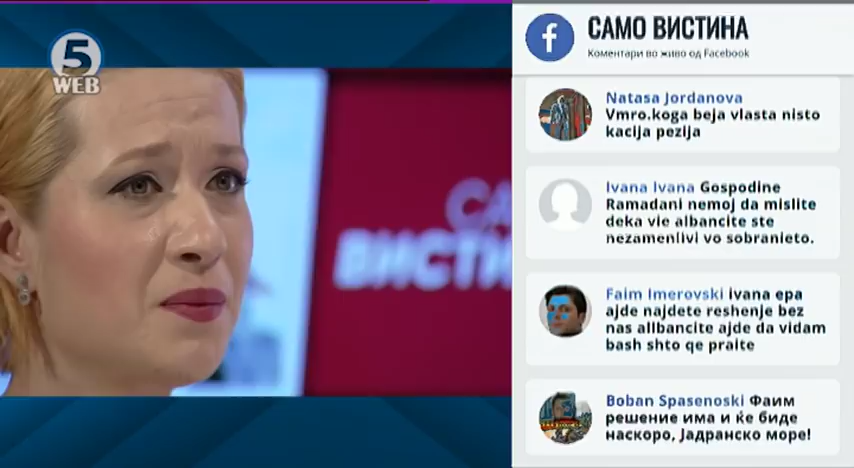 5
WEB
СА
ВИСТИ
f
САМО ВИСТИНА
Коментари во живо од Facebook
Natasa Jordanova
Vmro.koga beja vlasta nisto
kacija pezija
Ivana Ivana Gospodine
Ramadani nemoj da mislite
deka vie albancite ste
nezamenlivi vo sobranieto.
Faim Imerovski ivana epa
ajde najdete reshenje bez
nas allbancite ajde da vidam
bash shto qe praite
Boban Spasenoski Фаим
решение има и ќе биде
наскоро, Јадранско море!